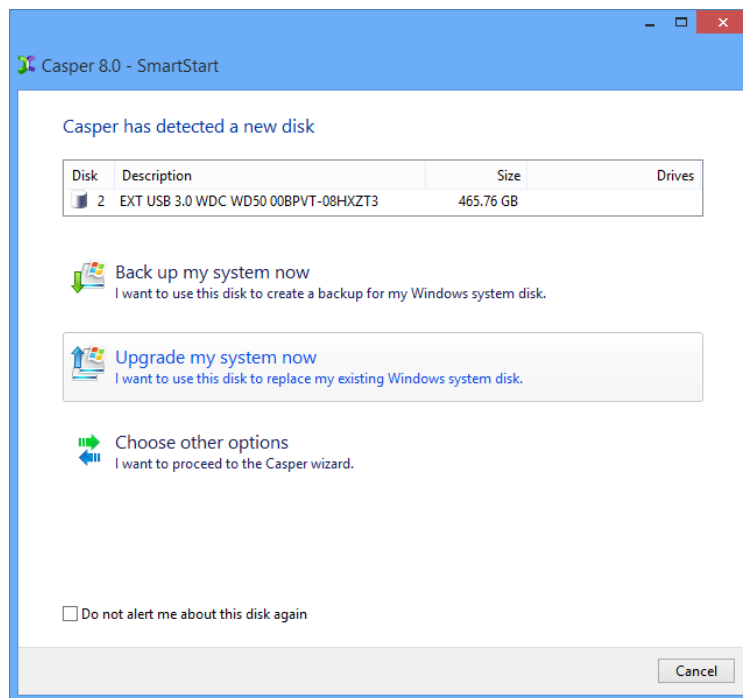 Casper 8.0 - SmartStart
Casper has detected a new disk
Disk Description Size Drives
2 EXT USB 3.0 WDC WD50 00BPVT-08HXZT3 465.76 GB
Back up my system now
I want to use this disk to create a backup for my Windows system disk.
Upgrade my system now
I want to use this disk to replace my existing Windows system disk.
Choose other options
I want to proceed to the Casper wizard.
Do not alert me about this disk again
Cancel